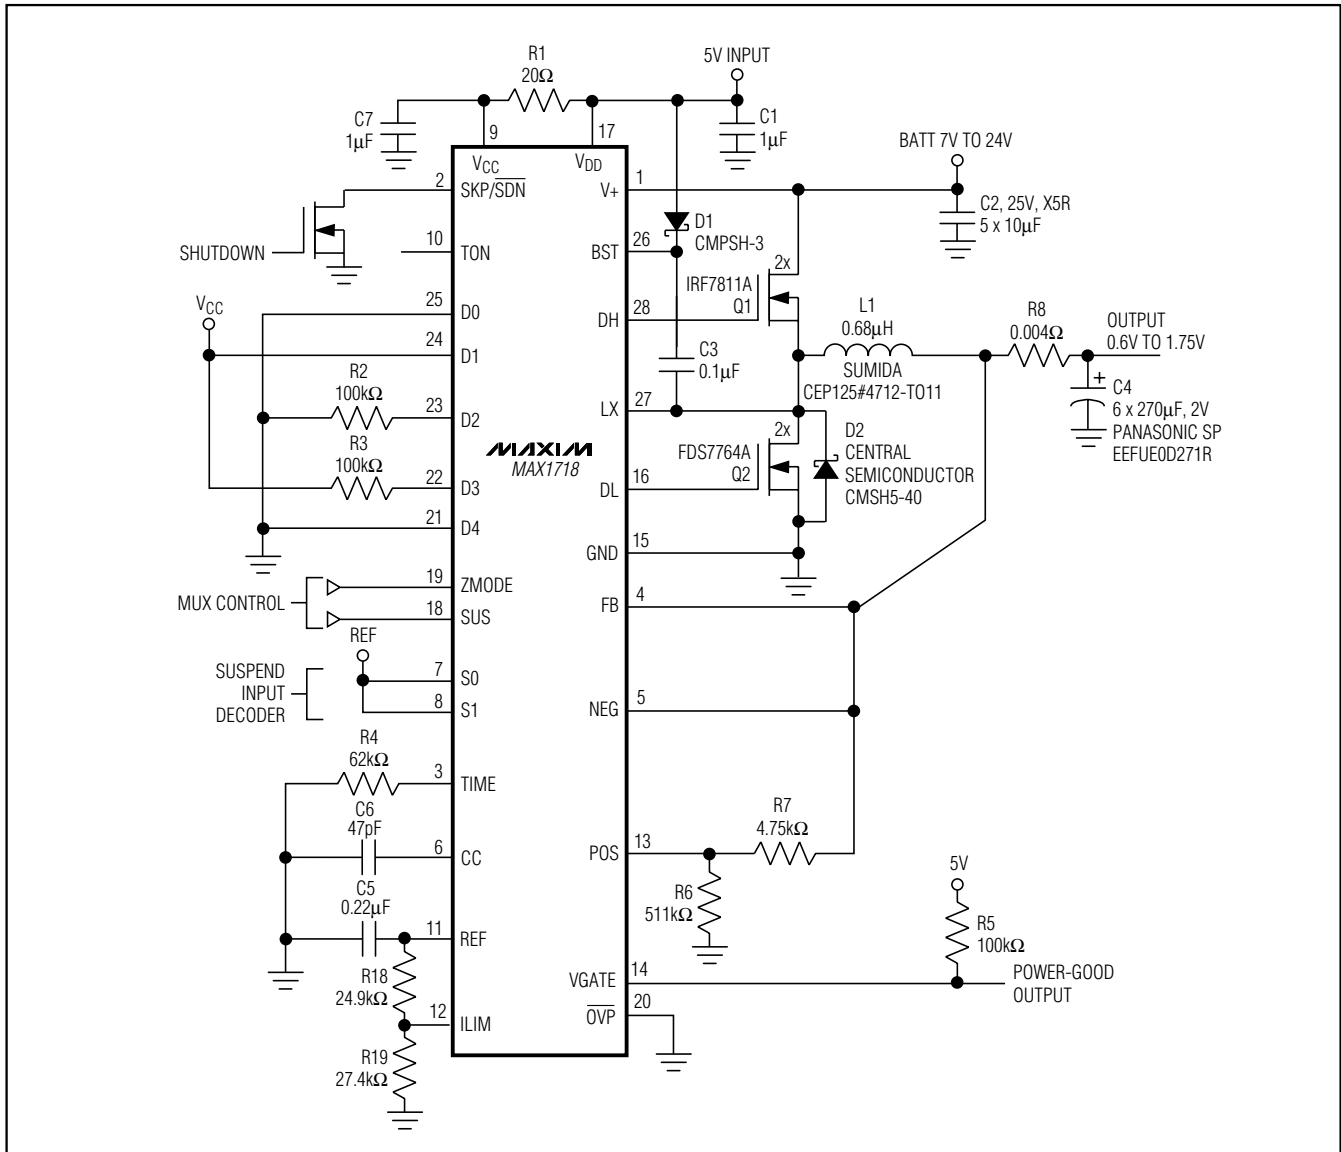 R1
20Ω
5V INPUT
C7
1µF
9
17
C1
1µF
BATT 7V TO 24V
VCC
VDD
2
SKP/SDN
V+
1
C2, 25V, X5R
5 x 10µF
SHUTDOWN
10
TON
D1
CMPSH-3
BST
26
2x
IRF7811A
Q1
VCC
25
D0
DH
28
L1
0.68µH
SUMIDA
CEP125#4712-TO11
R8
0.004Ω
OUTPUT
0.6V TO 1.75V
24
D1
C3
0.1µF
+
C4
6 x 270µF, 2V
PANASONIC SP
EEFUE0D271R
R2
100kΩ
23
D2
LX
27
2x
FDS7764A
Q2
D2
CENTRAL
SEMICONDUCTOR
CMSH5-40
R3
100kΩ
22
D3
MAXIM
MAX1718
DL
16
21
D4
GND
15
MUX CONTROL
19
ZMODE
18
SUS
FB
4
REF
SUSPEND
INPUT
DECODER
7
S0
8
S1
NEG
5
R4
62kΩ
3
TIME
C6
47pF
6
CC
R7
4.75kΩ
POS
13
R6
511kΩ
5V
R5
100kΩ
C5
0.22µF
11
REF
R18
24.9kΩ
VGATE
14
POWER-GOOD
OUTPUT
12
ILIM
OVP
20
R19
27.4kΩ